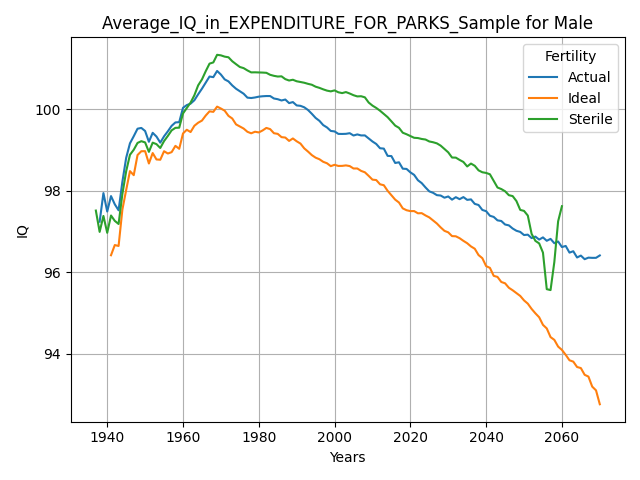 Average_IQ_in_EXPENDITURE_FOR_PARKS_Sample for Male
Fertility
Actual
Ideal
Sterile
IQ
100
98
96
94
1940
1960
1980
2000
2020
2040
2060
Years